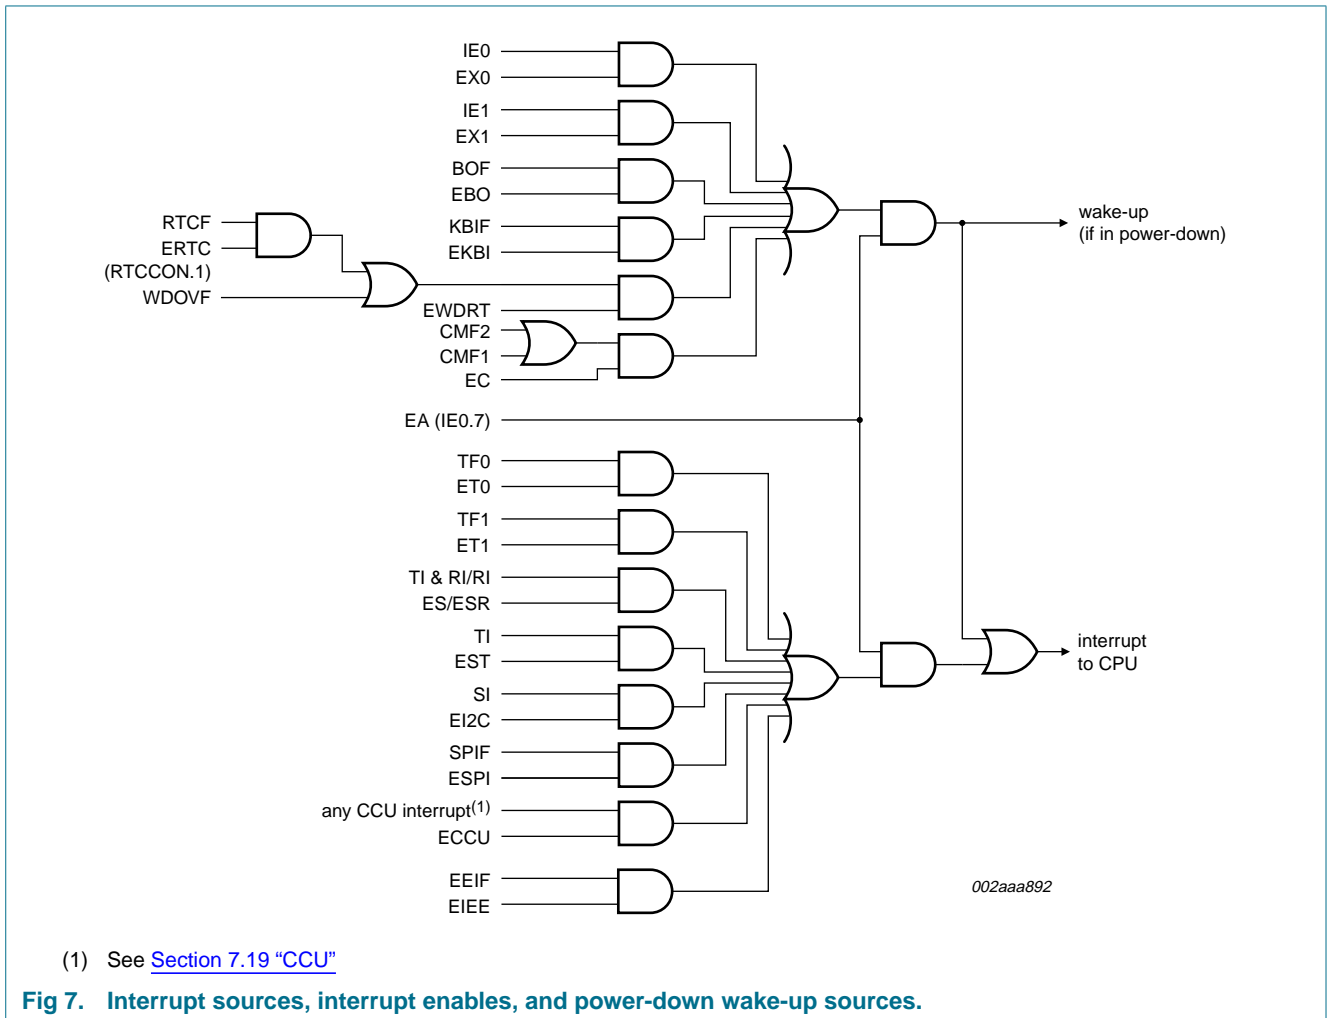 IE0
EX0
IE1
EX1
BOF
EBO
KBIF
EKBI
RTCF
ERTC
(RTCCON.1)
WDOVF
EWDRT
CMF2
CMF1
EC
wake-up
(if in power-down)
EA (IE0.7)
TF0
ET0
TF1
ET1
TI & RI/RI
ES/ESR
TI
EST
SI
EI2C
SPIF
ESPI
any CCU interrupt(1)
ECCU
EEIF
EIEE
interrupt
to CPU
002aaa892
(1) See Section 7.19 “CCU”
Fig 7. Interrupt sources, interrupt enables, and power-down wake-up sources.